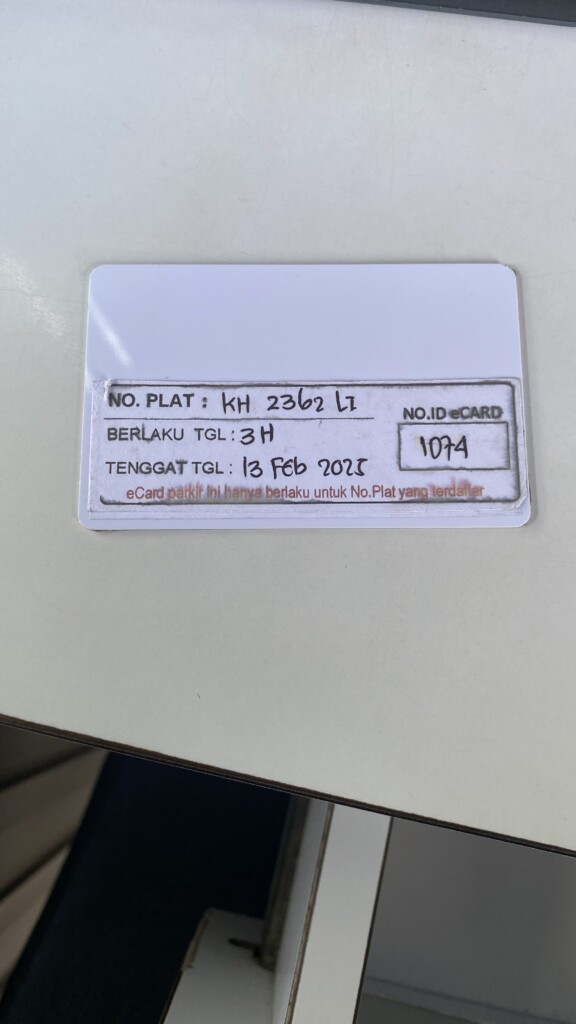 NO. PLAT : KH 2362 LI
NO.ID eCARD
BERLAKU TGL : 3H
1074
TENGGAT TGL : 13 Feb 2025
eCard parkir ini hanya berlaku untuk No.Plat yang terdaftar